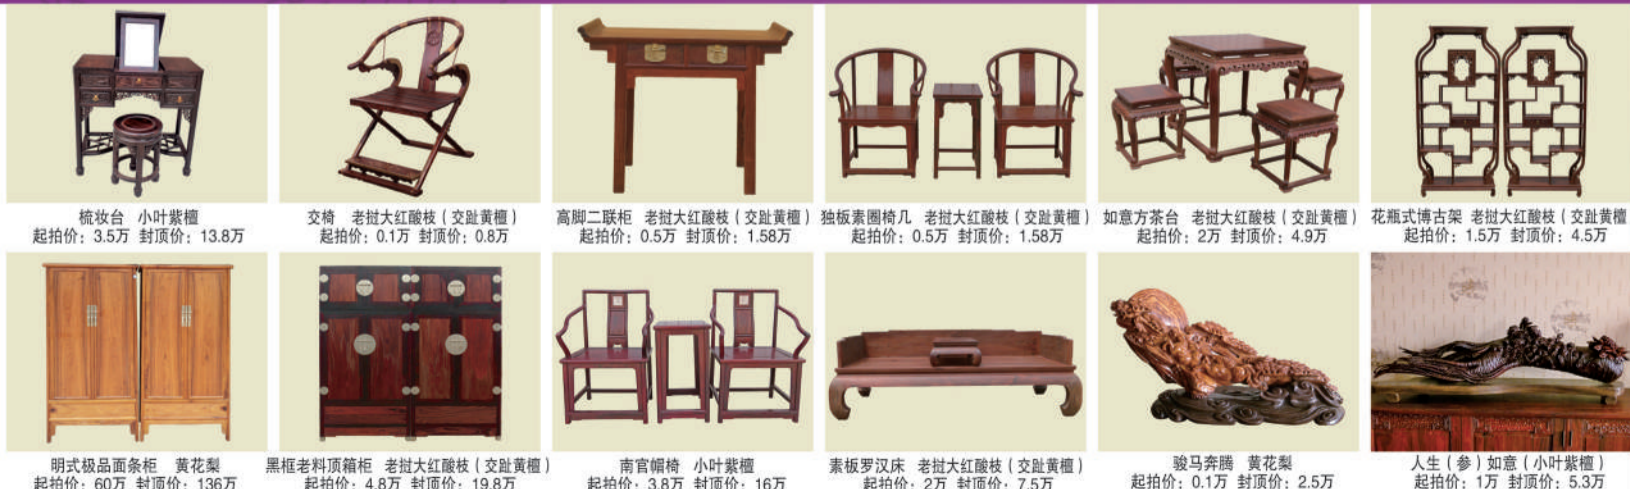 梳妆台 小叶紫檀
起拍价：3.5万 封顶价：13.8万
交椅 老挝大红酸枝（交趾黄檀）
起拍价：0.1万 封顶价：0.8万
高脚二联柜 老挝大红酸枝（交趾黄檀）
起拍价：0.5万 封顶价：1.58万
独板素圈椅几 老挝大红酸枝（交趾黄檀）
起拍价：0.5万 封顶价：1.58万
如意方茶台 老挝大红酸枝（交趾黄檀）
起拍价：2万 封顶价：4.9万
花瓶式博古架 老挝大红酸枝（交趾黄檀）
起拍价：1.5万 封顶价：4.5万
明式极品面条柜 黄花梨
起拍价：60万 封顶价：136万
黑框老料顶箱柜 老挝大红酸枝（交趾黄檀）
起拍价：4.8万 封顶价：19.8万
南官帽椅 小叶紫檀
起拍价：3.8万 封顶价：16万
素板罗汉床 老挝大红酸枝（交趾黄檀）
起拍价：2万 封顶价：7.5万
骏马奔腾 黄花梨
起拍价：0.1万 封顶价：2.5万
人生（参）如意（小叶紫檀）
起拍价：1万 封顶价：5.3万